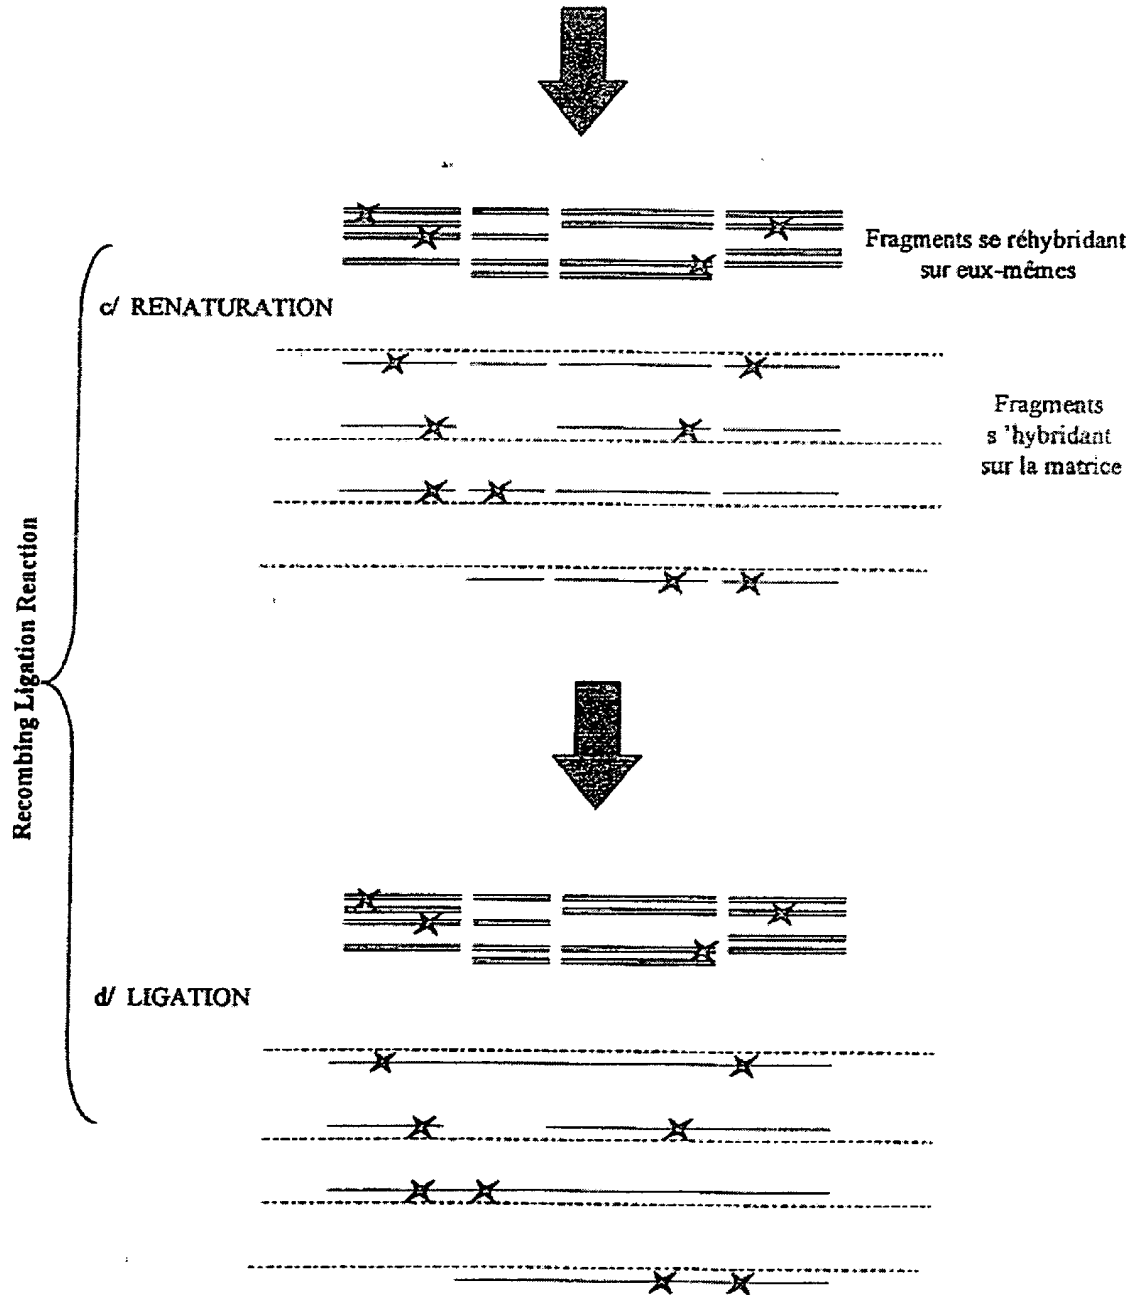 Fragments se réhybridant
sur eux-mêmes
c/ RENATURATION
Fragments
s 'hybridant
sur la matrice
Recombing Ligation Reaction
d/ LIGATION